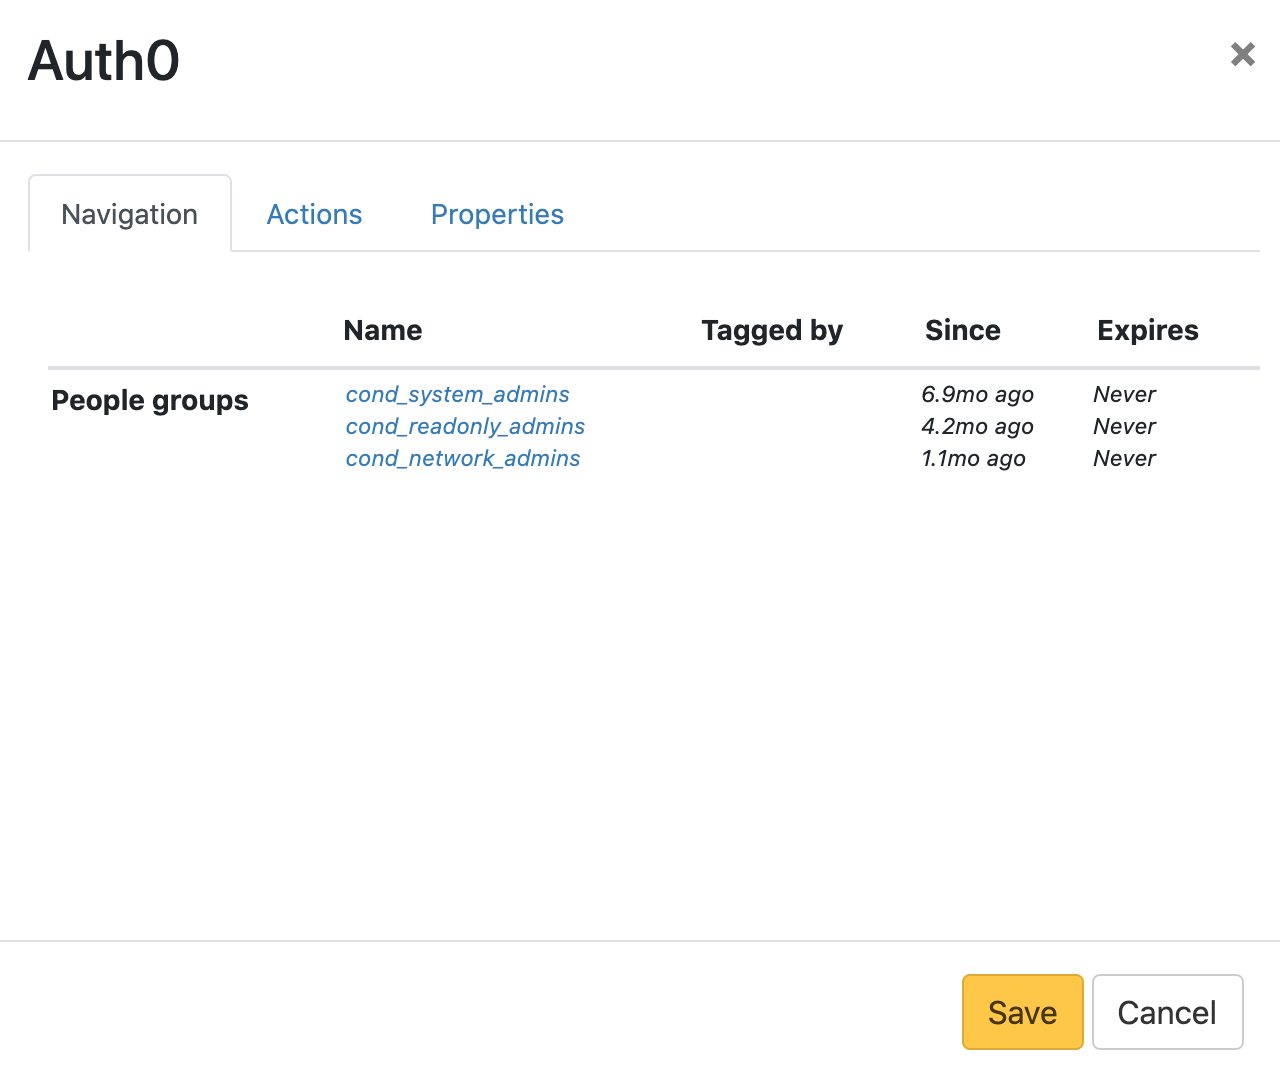 Auth0
×
Navigation Actions Properties
Name Tagged by Since Expires
People groups cond_system_admins 6.9mo ago Never
cond_readonly_admins 4.2mo ago Never
cond_network_admins 1.1mo ago Never
Save Cancel